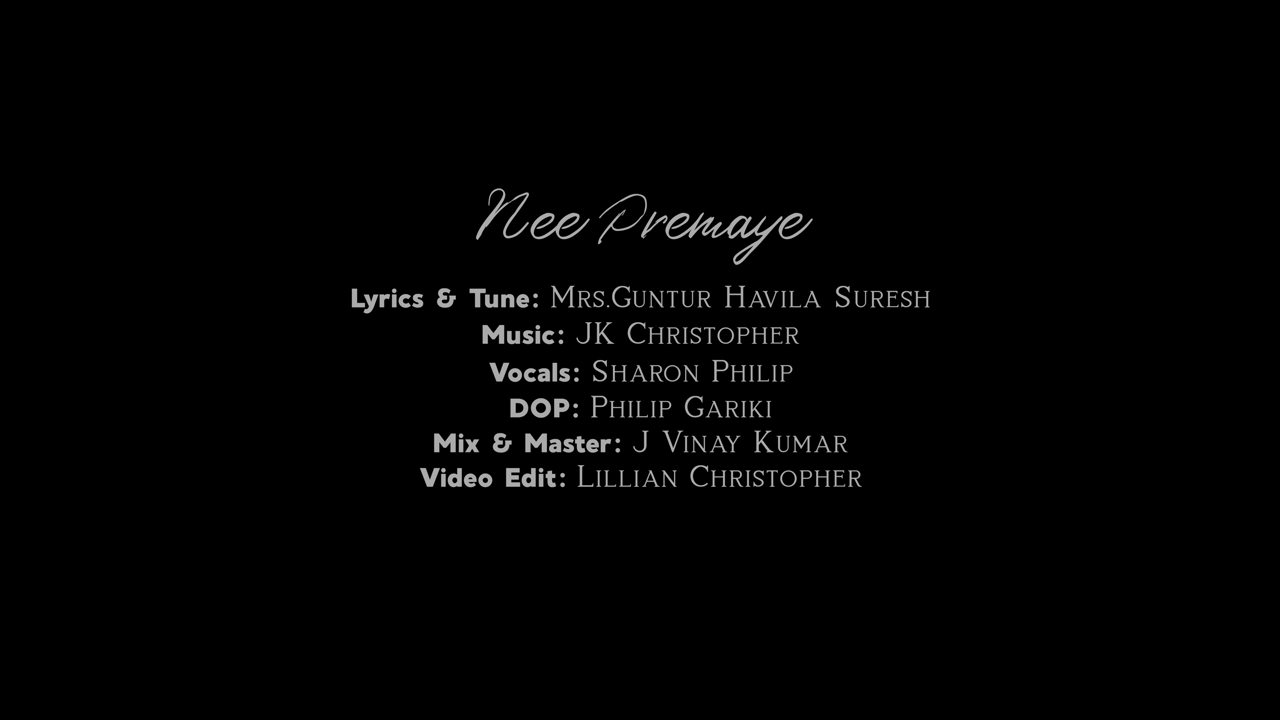 Nee Premaye
Lyrics & Tune: Mrs.Guntur Havila Suresh
Music: JK Christopher
Vocals: Sharon Philip
DOP: Philip Gariki
Mix & Master: J Vinay Kumar
Video Edit: Lillian Christopher